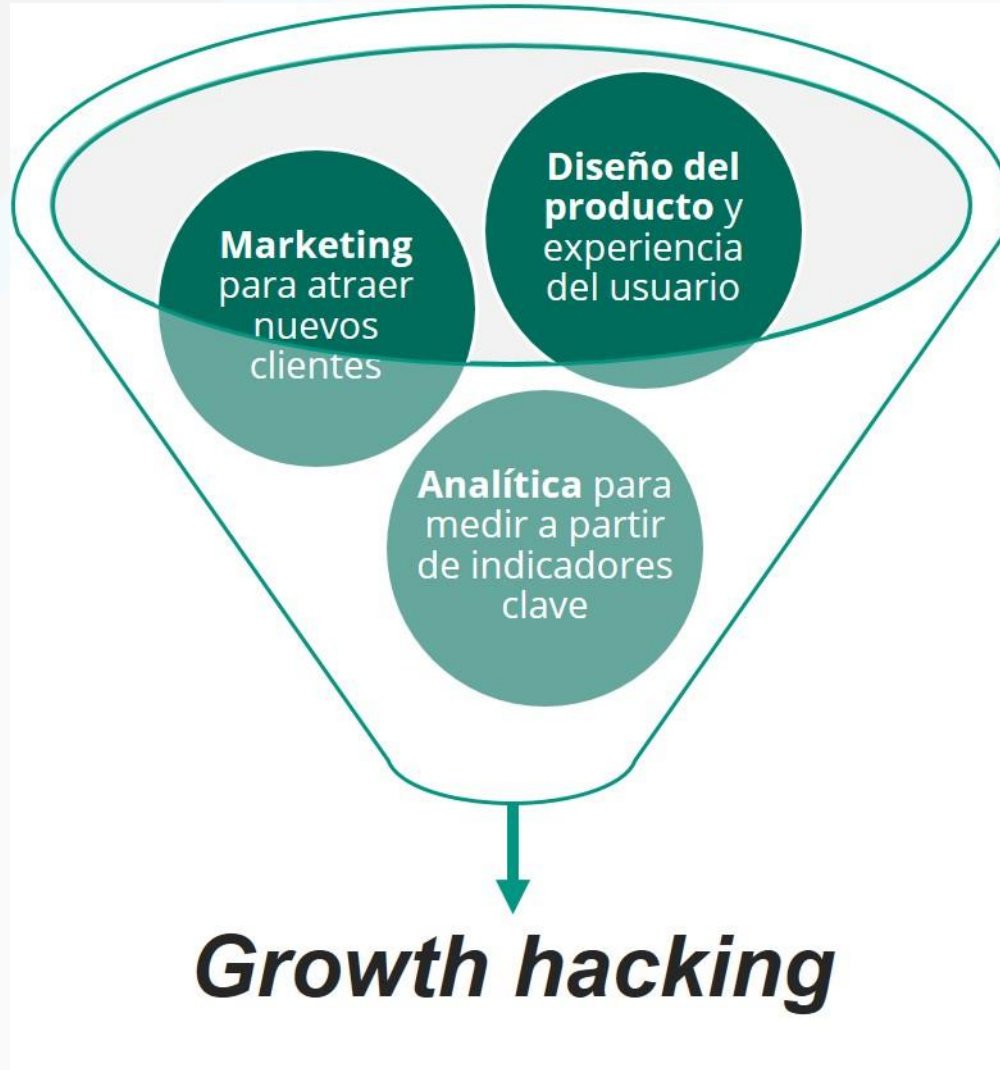 Diseño del
producto y
experiencia
del usuario
Marketing
para atraer
nuevos
clientes
Analítica para
medir a partir
de indicadores
clave
Growth hacking